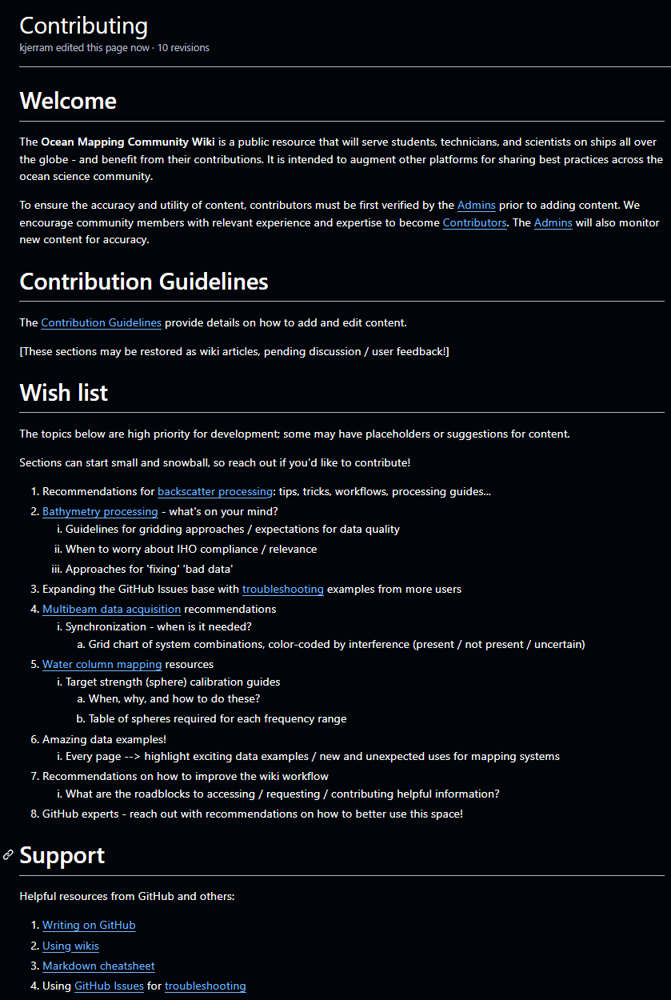 Contributing
kjerram edited this page now · 10 revisions
Welcome
The Ocean Mapping Community Wiki is a public resource that will serve students, technicians, and scientists on ships all over
the globe - and benefit from their contributions. It is intended to augment other platforms for sharing best practices across the
ocean science community.
To ensure the accuracy and utility of content, contributors must be first verified by the Admins prior to adding content. We
encourage community members with relevant experience and expertise to become Contributors. The Admins will also monitor
new content for accuracy.
Contribution Guidelines
The Contribution Guidelines provide details on how to add and edit content.
[These sections may be restored as wiki articles, pending discussion / user feedback!]
Wish list
The topics below are high priority for development; some may have placeholders or suggestions for content.
Sections can start small and snowball, so reach out if you'd like to contribute!
1. Recommendations for backscatter processing: tips, tricks, workflows, processing guides...
2. Bathymetry processing - what's on your mind?
i. Guidelines for gridding approaches / expectations for data quality
ii. When to worry about IHO compliance / relevance
iii. Approaches for 'fixing' 'bad data'
3. Expanding the GitHub Issues base with troubleshooting examples from more users
4. Multibeam data acquisition recommendations
i. Synchronization - when is it needed?
a. Grid chart of system combinations, color-coded by interference (present / not present / uncertain)
5. Water column mapping resources
i. Target strength (sphere) calibration guides
a. When, why, and how to do these?
b. Table of spheres required for each frequency range
6. Amazing data examples!
i. Every page --> highlight exciting data examples / new and unexpected uses for mapping systems
7. Recommendations on how to improve the wiki workflow
i. What are the roadblocks to accessing / requesting / contributing helpful information?
8. GitHub experts - reach out with recommendations on how to better use this space!
Support
Helpful resources from GitHub and others:
1. Writing on GitHub
2. Using wikis
3. Markdown cheatsheet
4. Using GitHub Issues for troubleshooting